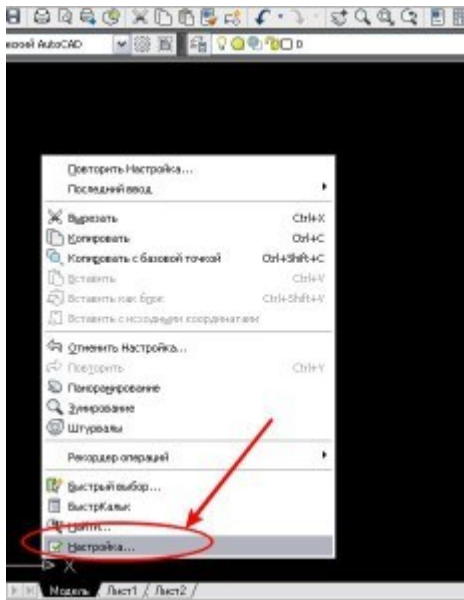 AutoCAD
0
Повторить Настройка...
Последний ввод
Вырезать Ctrl+X
Копировать Ctrl+C
Копировать с базовой точкой Ctrl+Shift+C
Вставить Ctrl+V
Вставить как блок Ctrl+Shift+V
Вставить с исходными координатами
Отменить Настройка...
Повторить Ctrl+Y
Панорамирование
Зумирование
Штурвалы
Рекордер операций
Быстрый выбор...
БыстрКальк
Найти...
Настройка...
X
Модель Лист1 Лист2